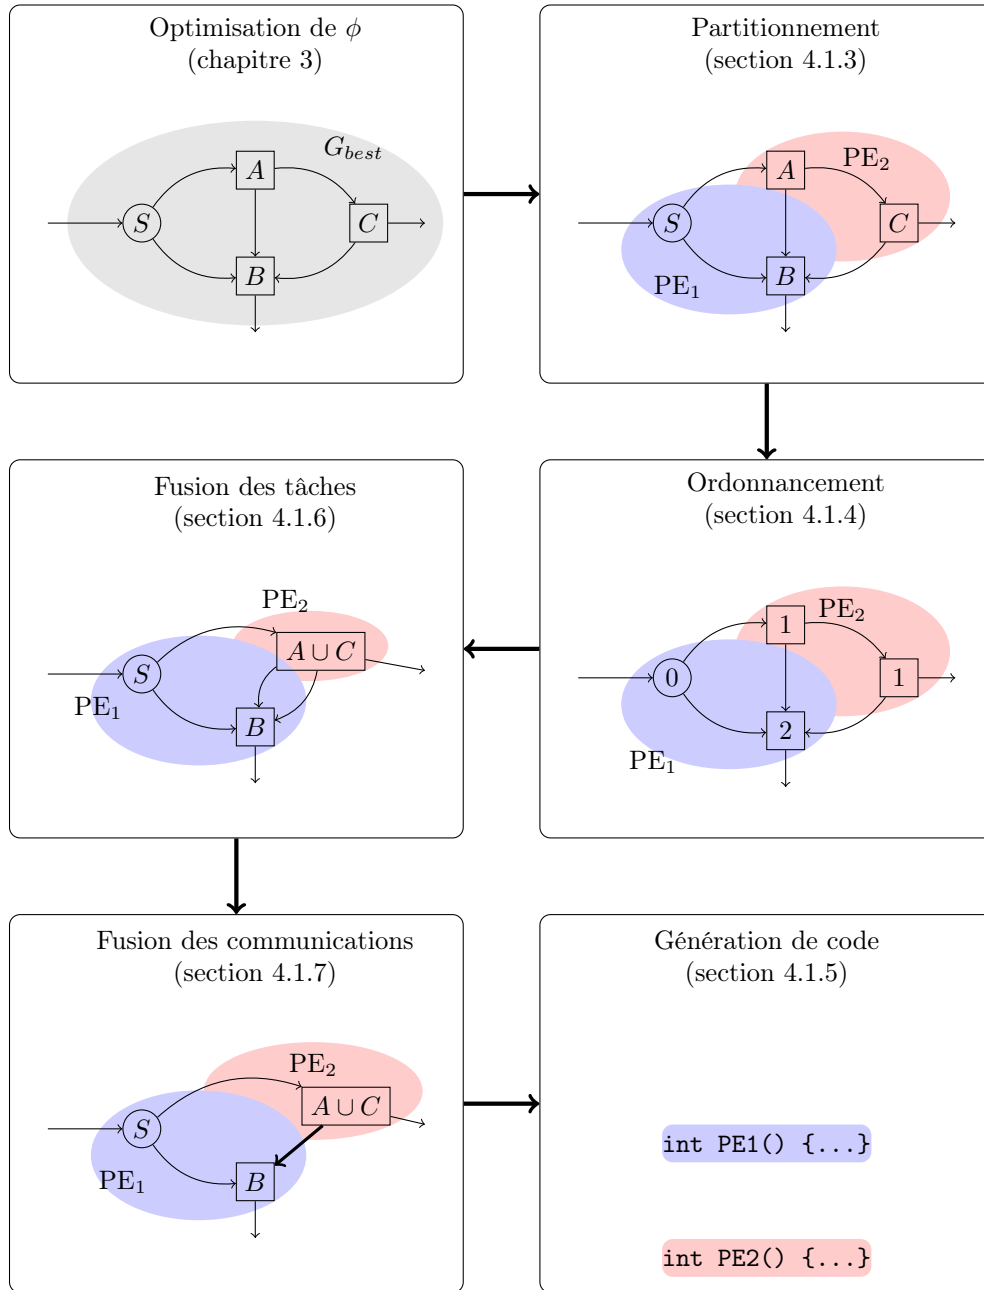 Optimisation de ϕ
(chapitre 3)
G_best
S
A
C
B
Partitionnement
(section 4.1.3)
PE₂
A
S
C
B
PE₁
Fusion des tâches
(section 4.1.6)
PE₂
A ∪ C
S
PE₁
B
Ordonnancement
(section 4.1.4)
PE₂
1
0
1
2
PE₁
Fusion des communications
(section 4.1.7)
PE₂
A ∪ C
S
PE₁
B
Génération de code
(section 4.1.5)
int PE1() {...}
int PE2() {...}